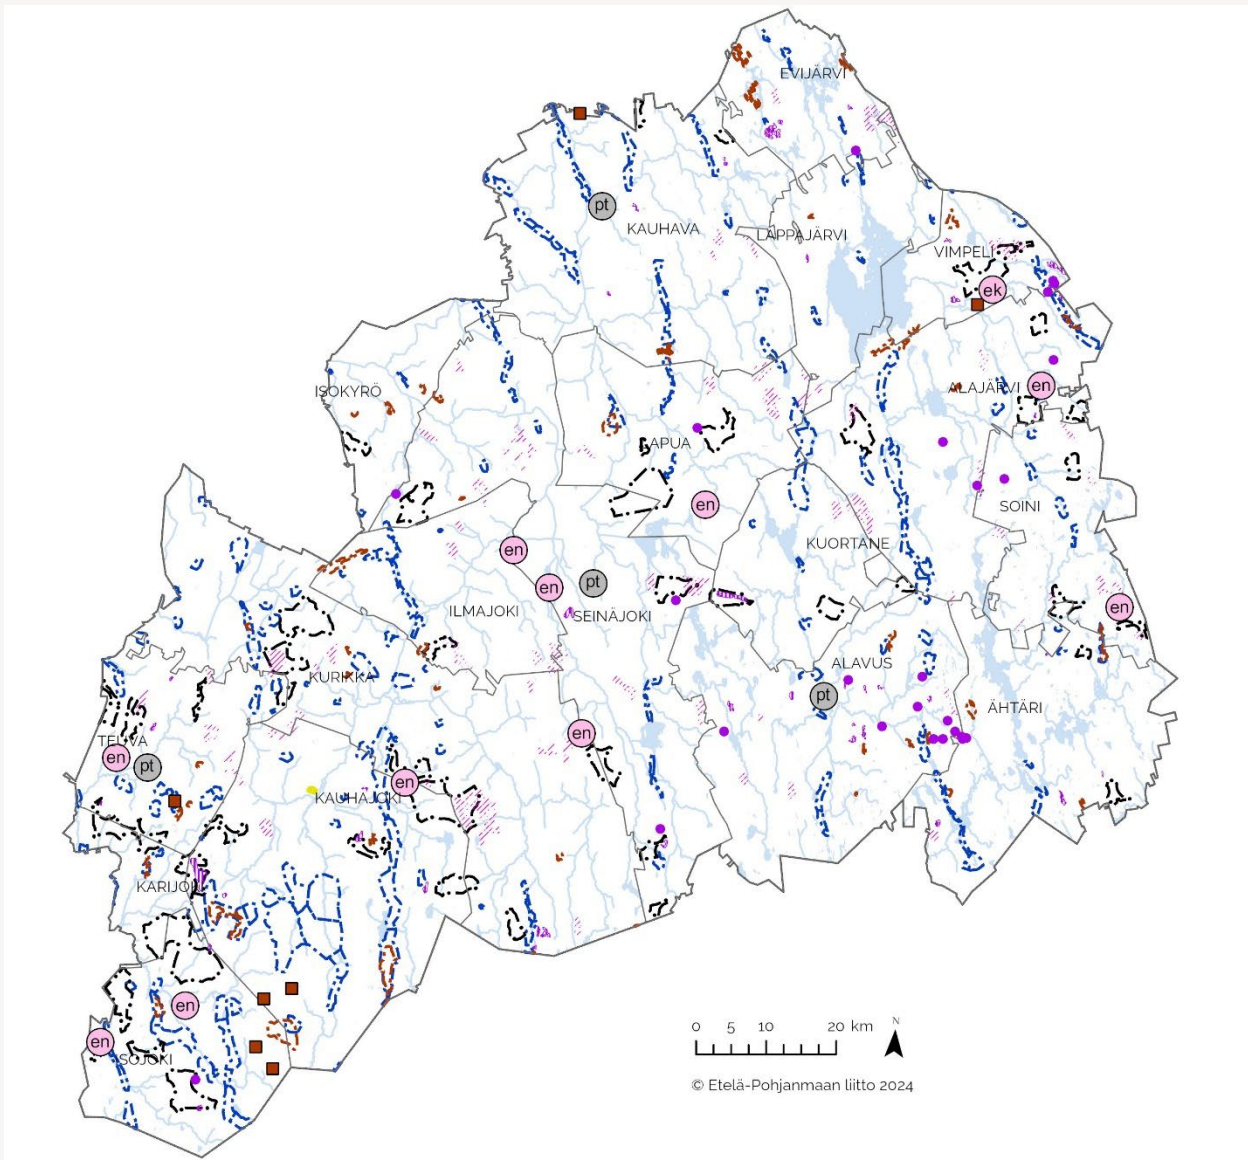 EVIJÄRVI
pt
KAUHAVA
LAPPAJÄRVI
VIMPELI
ek
ISOKYRÖ
ALAJÄRVI
en
LAPUA
en
SOINI
KUORTANE
en
en
pt
ILMAJOKI
SEINÄJOKI
en
ALAVUS
KURIKKA
pt
ÄHTÄRI
TEUVA
en
en
pt
en
KAUHAJOKI
KARIJOKI
en
en
ISOJOKI
0 5 10 20 km
N
© Etelä-Pohjanmaan liitto 2024